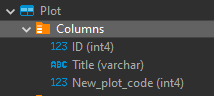 Plot
Columns
123 ID (int4)
ABC Title (varchar)
123 New_plot_code (int4)